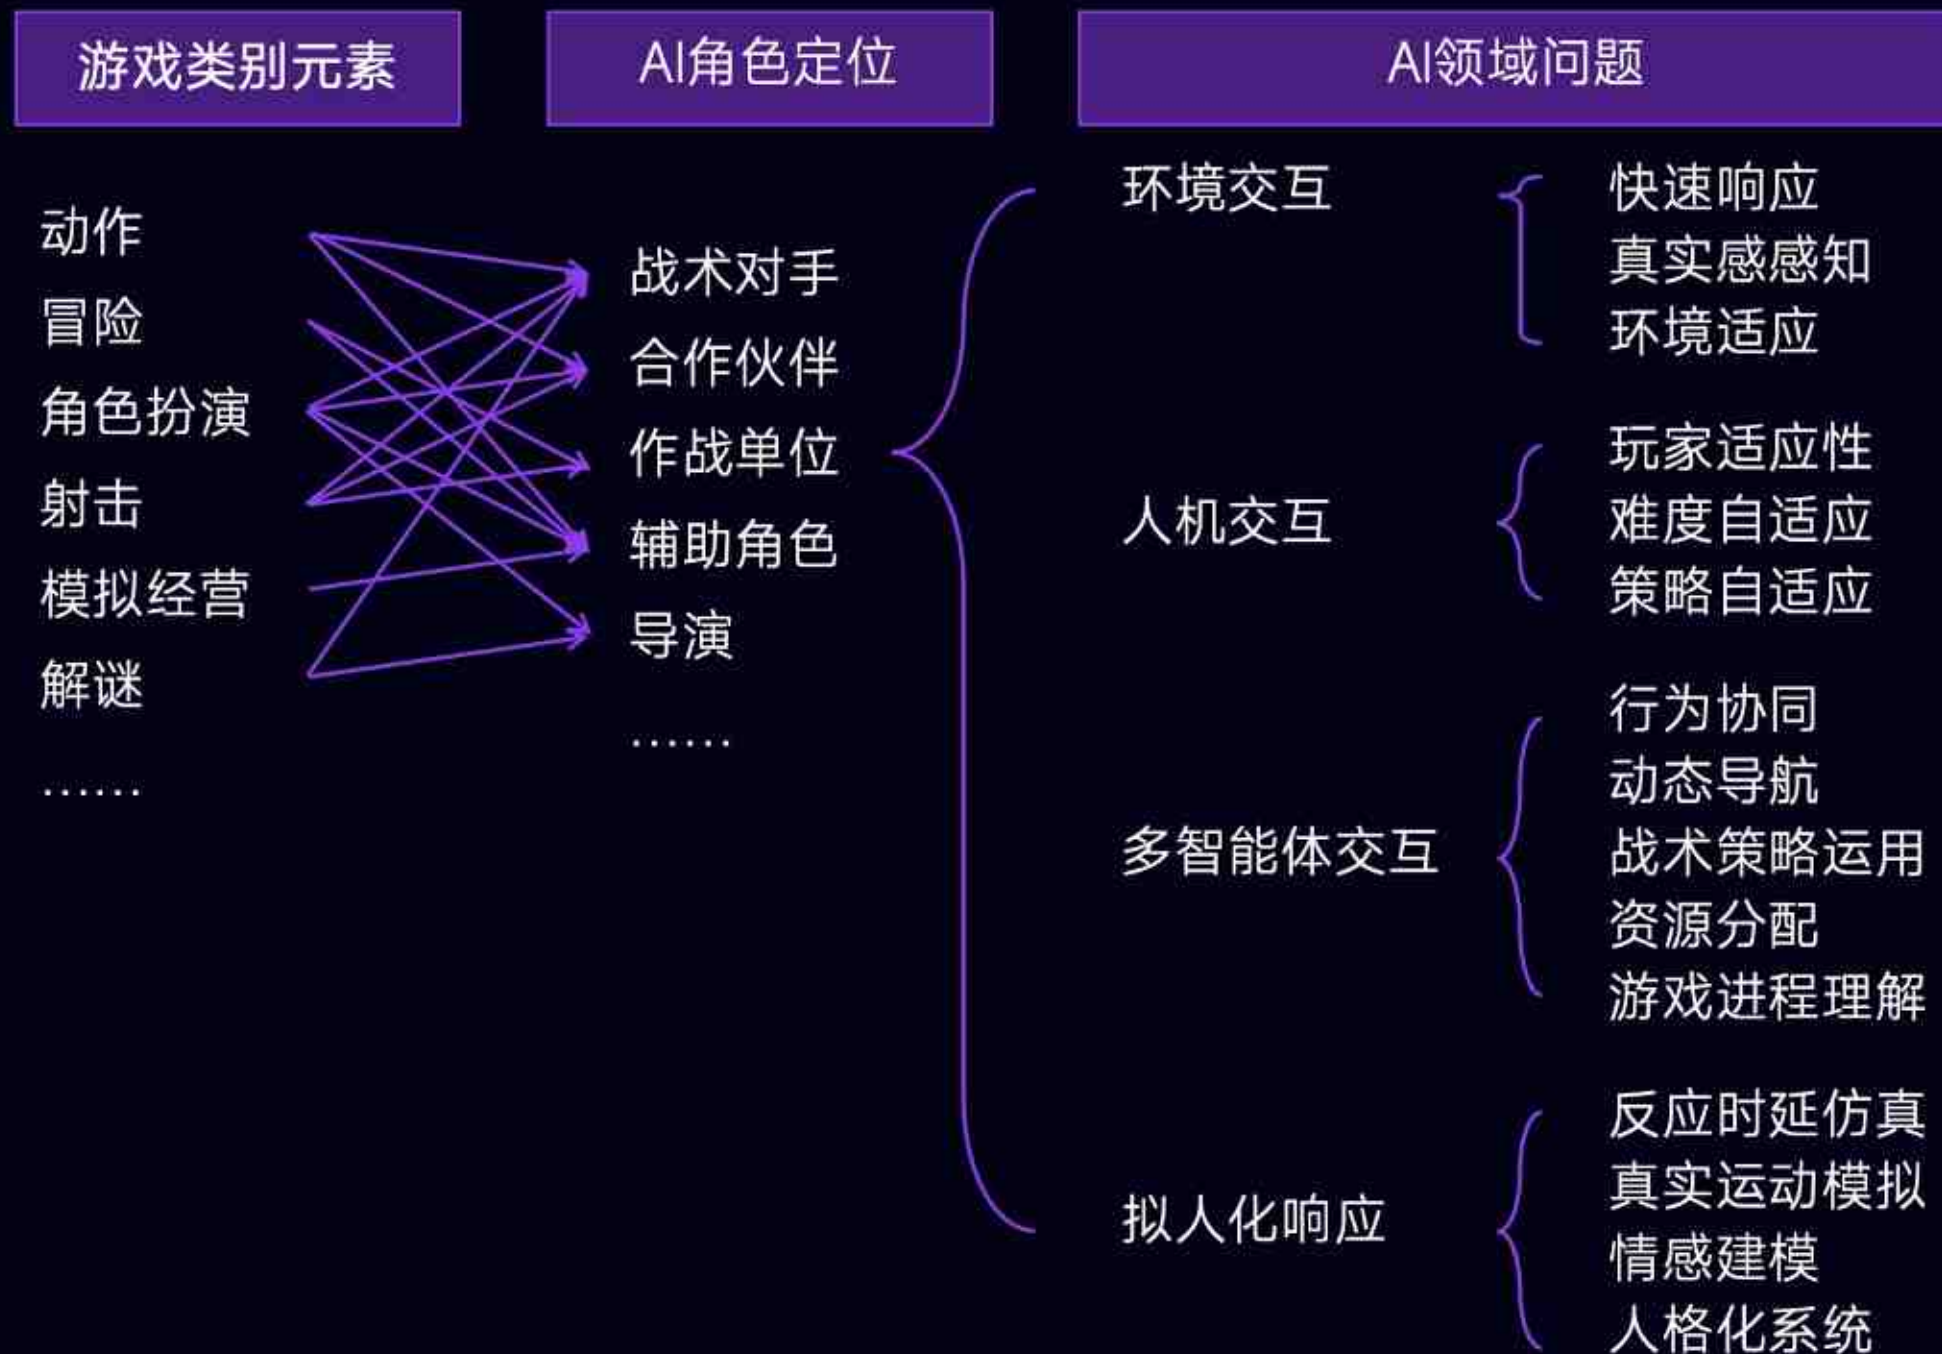 游戏类别元素
AI角色定位
AI领域问题
动作
冒险
角色扮演
射击
模拟经营
解谜
……
战术对手
合作伙伴
作战单位
辅助角色
导演
……
环境交互
快速响应
真实感感知
环境适应
人机交互
玩家适应性
难度自适应
策略自适应
多智能体交互
行为协同
动态导航
战术策略运用
资源分配
游戏进程理解
拟人化响应
反应时延仿真
真实运动模拟
情感建模
人格化系统